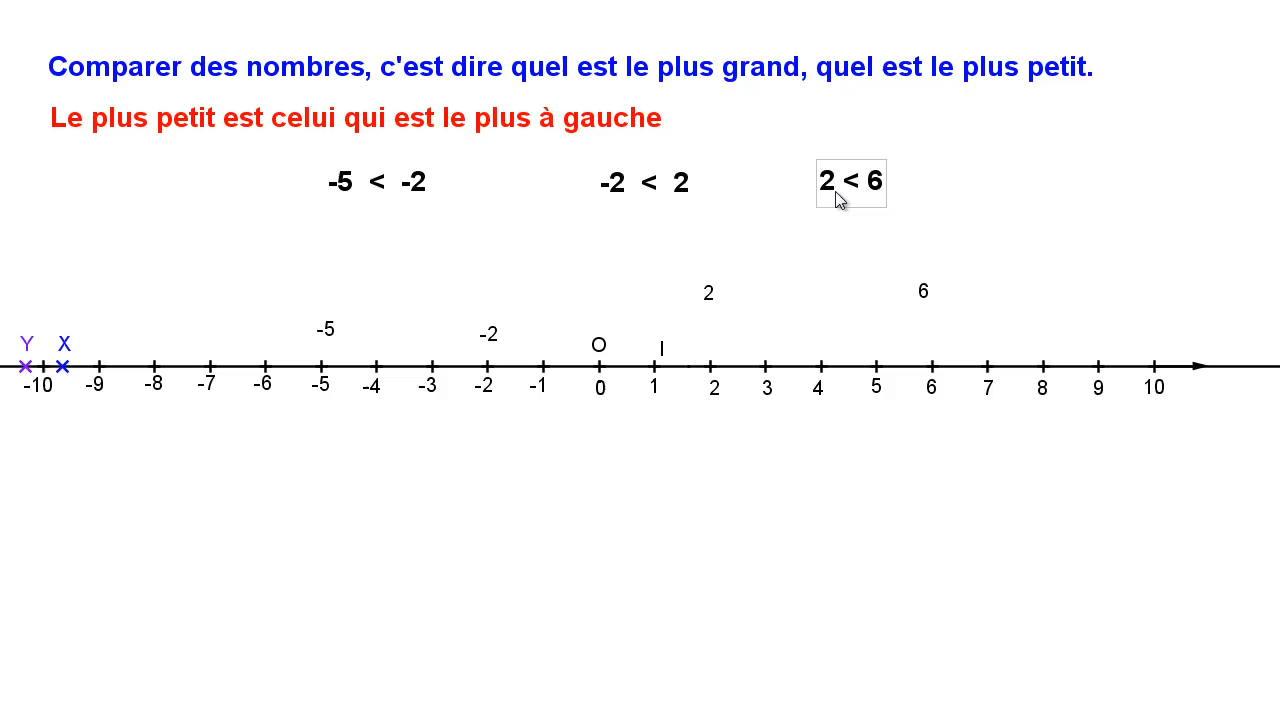 Comparer des nombres, c'est dire quel est le plus grand, quel est le plus petit.
Le plus petit est celui qui est le plus à gauche
-5 < -2 -2 < 2 2 < 6
2 6
-5 -2
Y X O I
-10 -9 -8 -7 -6 -5 -4 -3 -2 -1 0 1 2 3 4 5 6 7 8 9 10